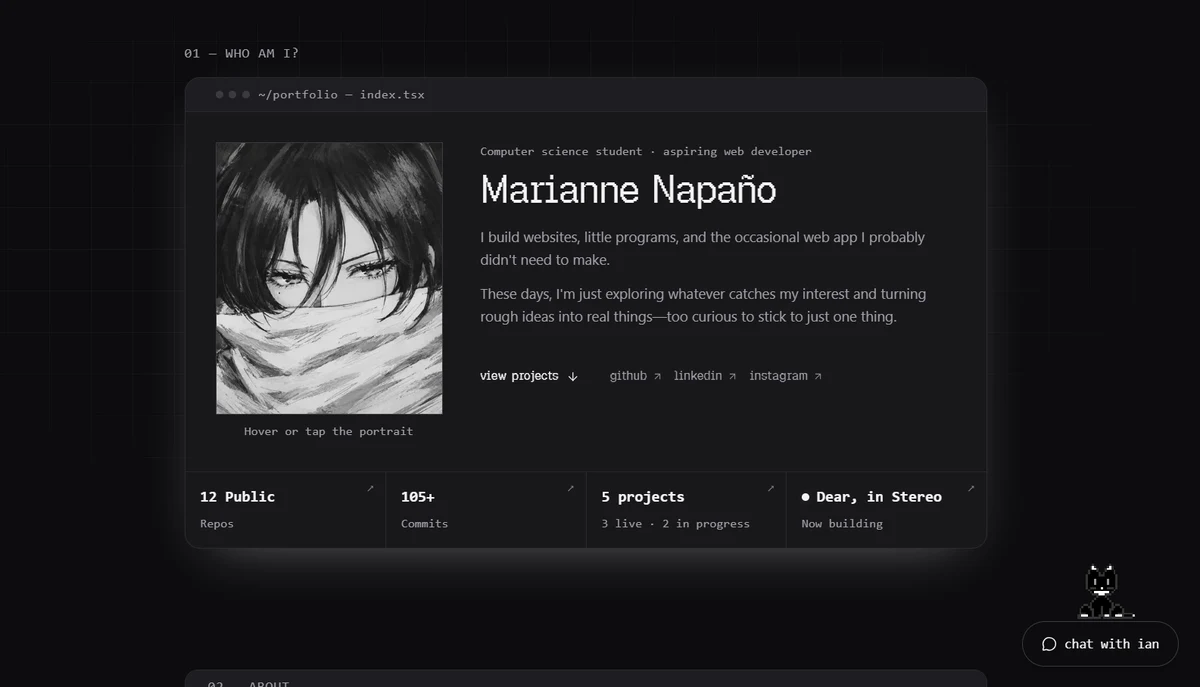 01 — WHO AM I?
~/portfolio — index.tsx
Computer science student · aspiring web developer
Marianne Napaño
I build websites, little programs, and the occasional web app I probably
didn't need to make.
These days, I'm just exploring whatever catches my interest and turning
rough ideas into real things—too curious to stick to just one thing.
view projects ↓ github ↗ linkedin ↗ instagram ↗
Hover or tap the portrait
12 Public ↗
Repos
105+ ↗
Commits
5 projects ↗
3 live · 2 in progress
● Dear, in Stereo ↗
Now building
chat with ian
02 — ABOUT